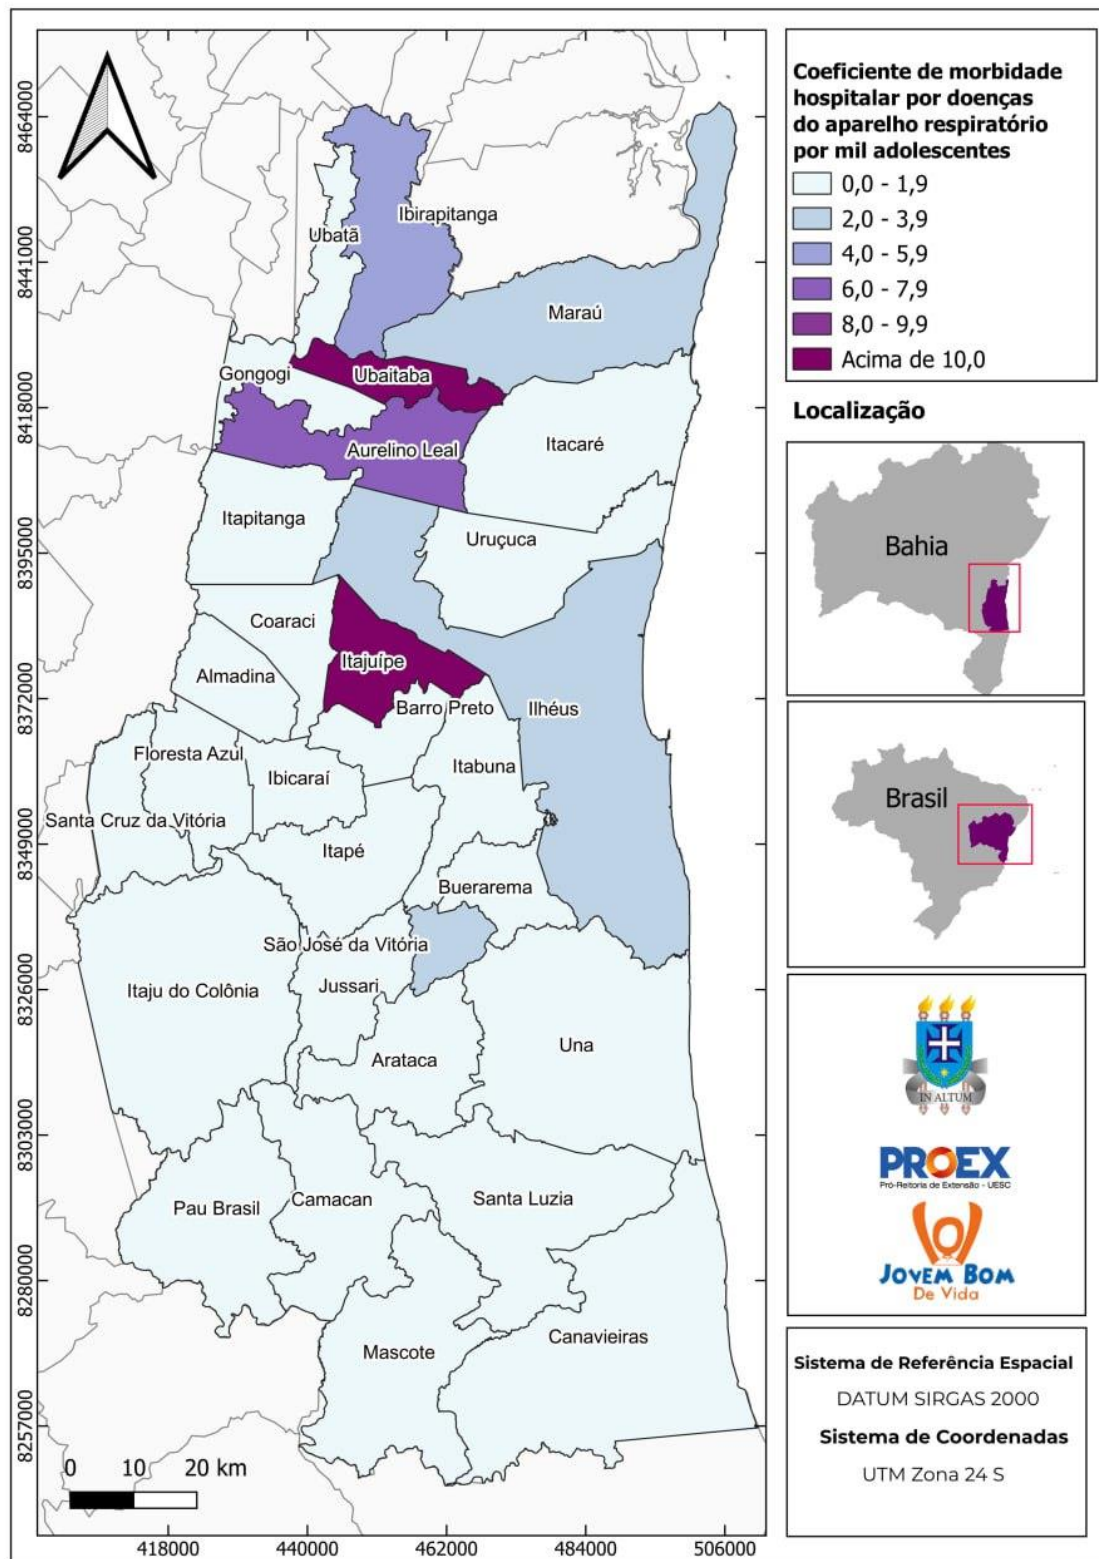 Coeficiente de morbidade
hospitalar por doenças
do aparelho respiratório
por mil adolescentes
0,0 - 1,9
2,0 - 3,9
4,0 - 5,9
6,0 - 7,9
8,0 - 9,9
Acima de 10,0
Localização
Bahia
Brasil
IN ALTUM
PROEX
Pró-Reitoria de Extensão - UESC
JOVEM BOM
De Vida
Sistema de Referência Espacial
DATUM SIRGAS 2000
Sistema de Coordenadas
UTM Zona 24 S
Ibirapitanga
Ubatã
Maraú
Gongogi
Ubaitaba
Itacaré
Aurelino Leal
Itapitanga
Uruçuca
Coaraci
Itajuípe
Almadina
Barro Preto
Ilhéus
Floresta Azul
Ibicaraí
Itabuna
Santa Cruz da Vitória
Itapé
Buerarema
São José da Vitória
Jussari
Itaju do Colônia
Una
Arataca
Pau Brasil
Camacan
Santa Luzia
Mascote
Canavieiras
0 10 20 km
8464000
8441000
8418000
8395000
8372000
8349000
8326000
8303000
8280000
8257000
418000 440000 462000 484000 506000